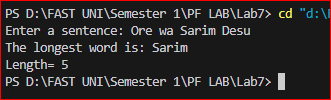 PS D:\FAST UNI\Semester 1\PF LAB\Lab7> cd "d:\
Enter a sentence: Ore wa Sarim Desu
The longest word is: Sarim
Length= 5
PS D:\FAST UNI\Semester 1\PF LAB\Lab7>